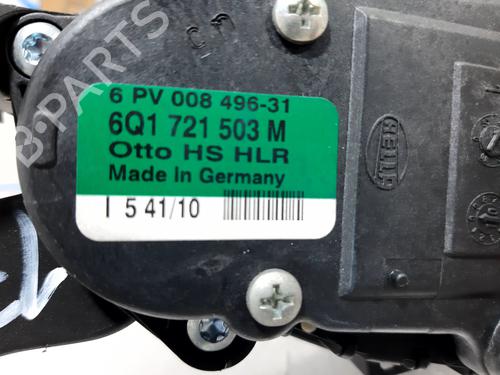 6 PV 008 496-31
6Q1 721 503 M
Otto HS HLR
Made In Germany
I 5 41/10
HELLA
B-PARTS